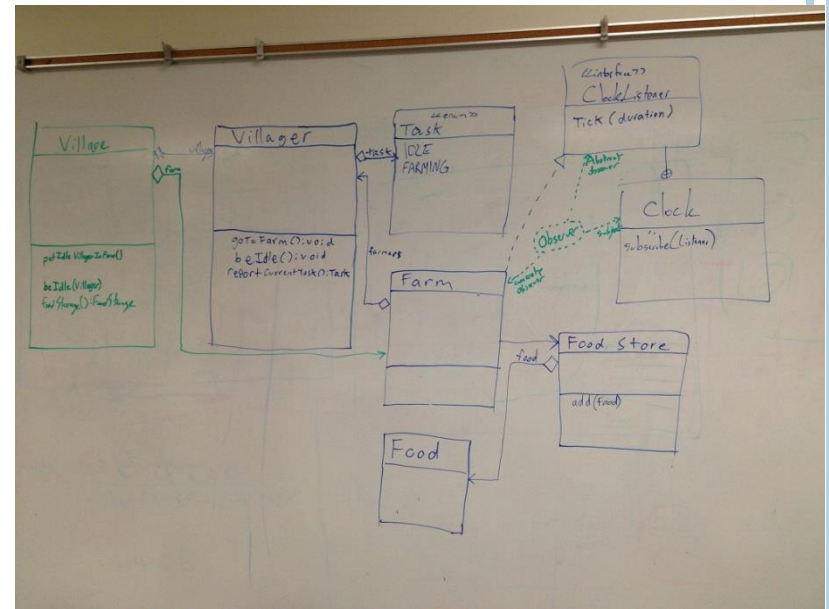 Village
farm
putIdleVillagerInFarm()
beIdle(Villager)
foodStorage():FoodStorage
Villager
goToFarm():void
beIdle():void
reportCurrentTask():Task
task
<<enum>>
Task
IDLE
FARMING
farmers
Farm
Food
food
Food Store
add(Food)
<<interface>>
ClockListener
Tick(duration)
Abstract
observer
Observer
subject
concrete
observer
Clock
subscribe(listener)